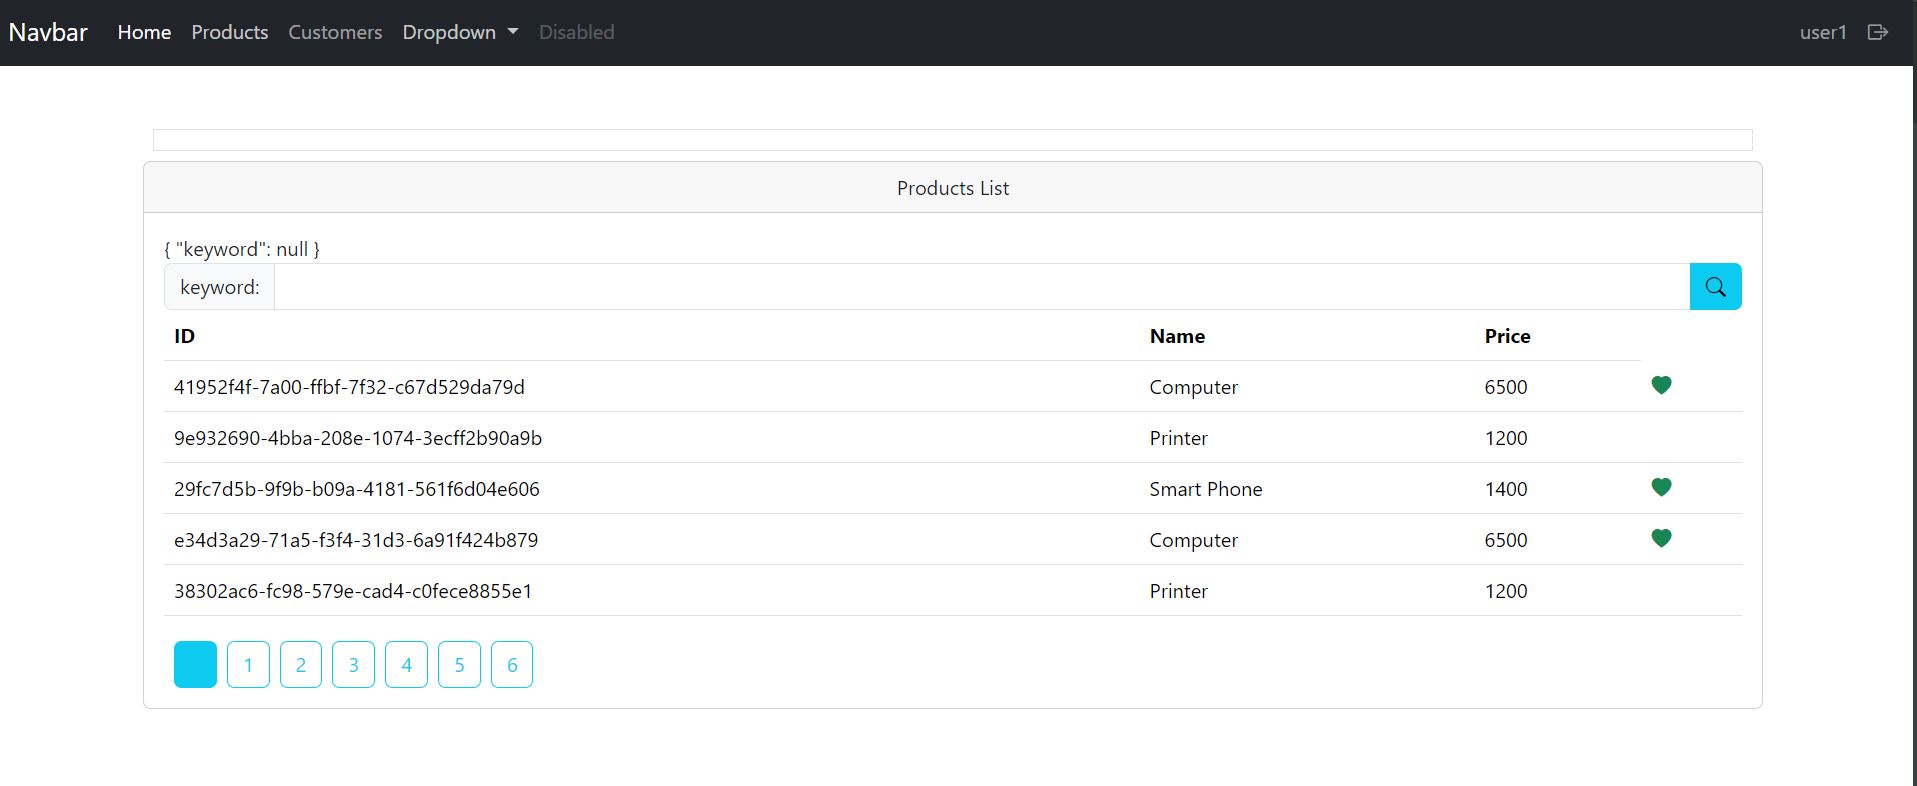 Navbar Home Products Customers Dropdown Disabled user1
Products List
{ "keyword": null }
keyword:
ID Name Price
41952f4f-7a00-ffbf-7f32-c67d529da79d Computer 6500
9e932690-4bba-208e-1074-3ecff2b90a9b Printer 1200
29fc7d5b-9f9b-b09a-4181-561f6d04e606 Smart Phone 1400
e34d3a29-71a5-f3f4-31d3-6a91f424b879 Computer 6500
38302ac6-fc98-579e-cad4-c0fece8855e1 Printer 1200
1 2 3 4 5 6